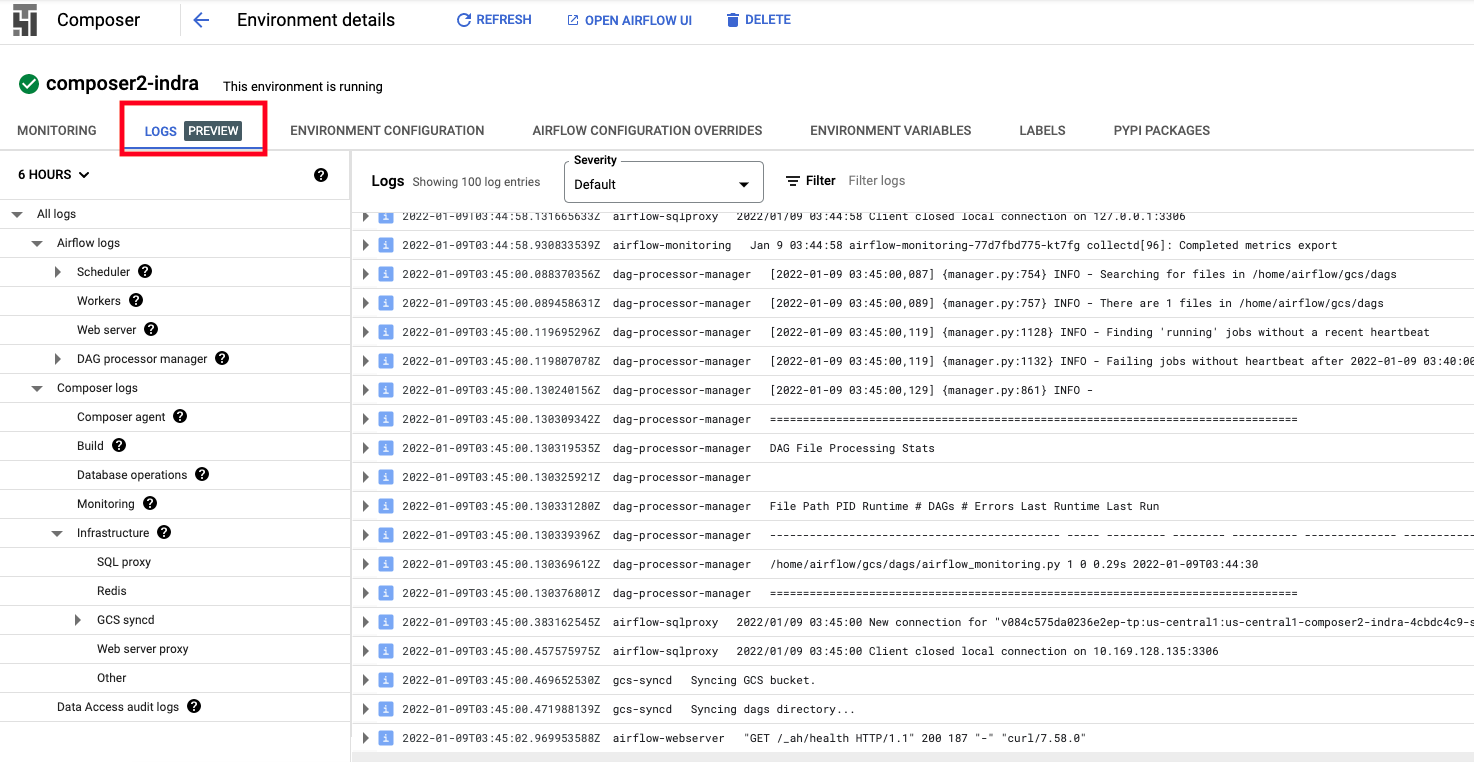 Composer
Environment details
REFRESH
OPEN AIRFLOW UI
DELETE
composer2-indra
This environment is running
MONITORING
LOGS PREVIEW
ENVIRONMENT CONFIGURATION
AIRFLOW CONFIGURATION OVERRIDES
ENVIRONMENT VARIABLES
LABELS
PYPI PACKAGES
6 HOURS
All logs
Airflow logs
Scheduler
Workers
Web server
DAG processor manager
Composer logs
Composer agent
Build
Database operations
Monitoring
Infrastructure
SQL proxy
Redis
GCS syncd
Web server proxy
Other
Data Access audit logs
Logs Showing 100 log entries
Severity
Default
Filter Filter logs
2022-01-09T03:44:58.131665633Z airflow-sqlproxy 2022/01/09 03:44:58 Client closed local connection on 127.0.0.1:3306
2022-01-09T03:44:58.930833539Z airflow-monitoring Jan 9 03:44:58 airflow-monitoring-77d7fbd775-kt7fg collectd[96]: Completed metrics export
2022-01-09T03:45:00.088370356Z dag-processor-manager [2022-01-09 03:45:00,087] {manager.py:754} INFO - Searching for files in /home/airflow/gcs/dags
2022-01-09T03:45:00.089458631Z dag-processor-manager [2022-01-09 03:45:00,089] {manager.py:757} INFO - There are 1 files in /home/airflow/gcs/dags
2022-01-09T03:45:00.119695296Z dag-processor-manager [2022-01-09 03:45:00,119] {manager.py:1128} INFO - Finding 'running' jobs without a recent heartbeat
2022-01-09T03:45:00.119807078Z dag-processor-manager [2022-01-09 03:45:00,119] {manager.py:1132} INFO - Failing jobs without heartbeat after 2022-01-09 03:40:00
2022-01-09T03:45:00.130240156Z dag-processor-manager [2022-01-09 03:45:00,129] {manager.py:861} INFO -
2022-01-09T03:45:00.130309342Z dag-processor-manager ================================================================================
2022-01-09T03:45:00.130319535Z dag-processor-manager DAG File Processing Stats
2022-01-09T03:45:00.130325921Z dag-processor-manager
2022-01-09T03:45:00.130331280Z dag-processor-manager File Path PID Runtime # DAGs # Errors Last Runtime Last Run
2022-01-09T03:45:00.130339396Z dag-processor-manager -------------------------------------------- ----- --------- -------- ---------- -------------- -----------
2022-01-09T03:45:00.130369612Z dag-processor-manager /home/airflow/gcs/dags/airflow_monitoring.py 1 0 0.29s 2022-01-09T03:44:30
2022-01-09T03:45:00.130376801Z dag-processor-manager ================================================================================
2022-01-09T03:45:00.383162545Z airflow-sqlproxy 2022/01/09 03:45:00 New connection for "v084c575da0236e2ep-tp:us-central1:us-central1-composer2-indra-4cbdc4c9-s
2022-01-09T03:45:00.457575975Z airflow-sqlproxy 2022/01/09 03:45:00 Client closed local connection on 10.169.128.135:3306
2022-01-09T03:45:00.469652530Z gcs-syncd Syncing GCS bucket.
2022-01-09T03:45:00.471988139Z gcs-syncd Syncing dags directory...
2022-01-09T03:45:02.969953588Z airflow-webserver "GET /_ah/health HTTP/1.1" 200 187 "-" "curl/7.58.0"